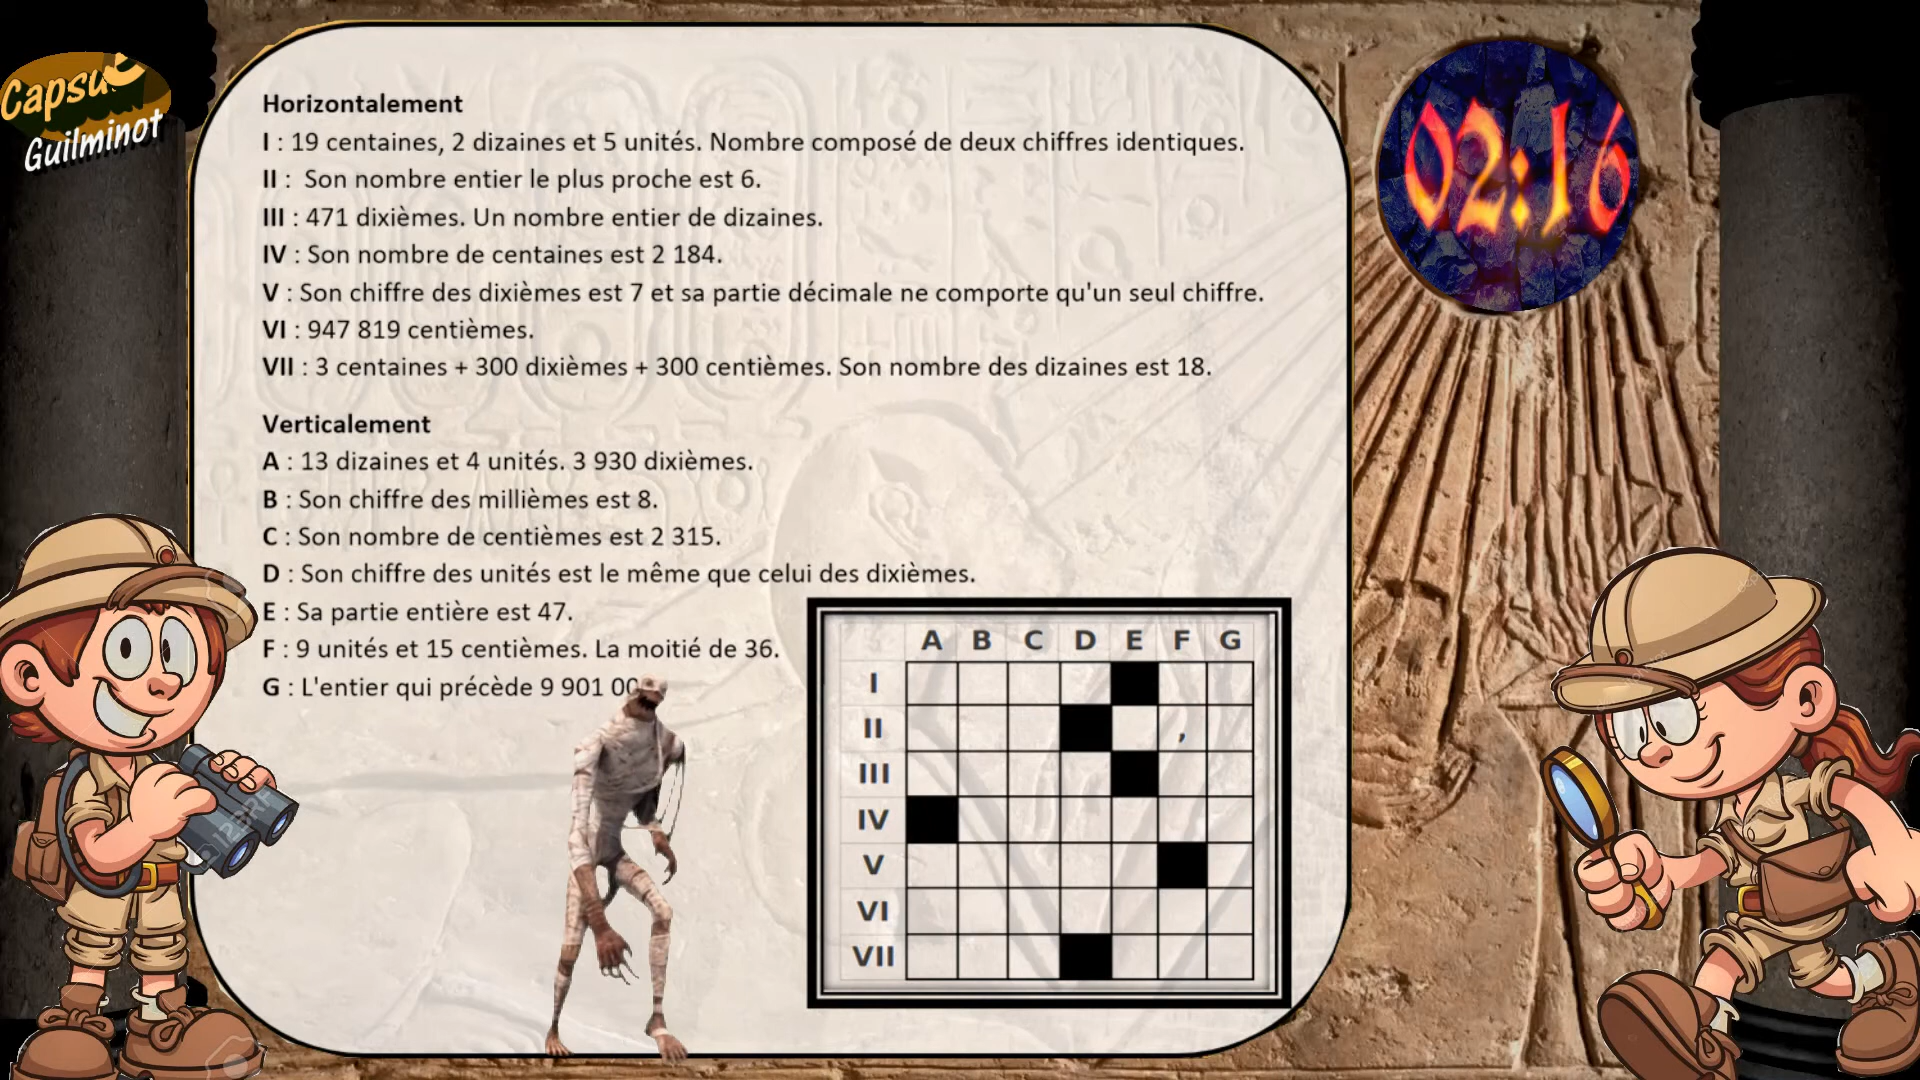 Capsule
Guilminot
02:16
Horizontalement
I : 19 centaines, 2 dizaines et 5 unités. Nombre composé de deux chiffres identiques.
II : Son nombre entier le plus proche est 6.
III : 471 dixièmes. Un nombre entier de dizaines.
IV : Son nombre de centaines est 2 184.
V : Son chiffre des dixièmes est 7 et sa partie décimale ne comporte qu'un seul chiffre.
VI : 947 819 centièmes.
VII : 3 centaines + 300 dixièmes + 300 centièmes. Son nombre des dizaines est 18.
Verticalement
A : 13 dizaines et 4 unités. 3 930 dixièmes.
B : Son chiffre des millièmes est 8.
C : Son nombre de centièmes est 2 315.
D : Son chiffre des unités est le même que celui des dixièmes.
E : Sa partie entière est 47.
F : 9 unités et 15 centièmes. La moitié de 36.
G : L'entier qui précède 9 901 00
A B C D E F G
I
II ,
III
IV
V
VI
VII